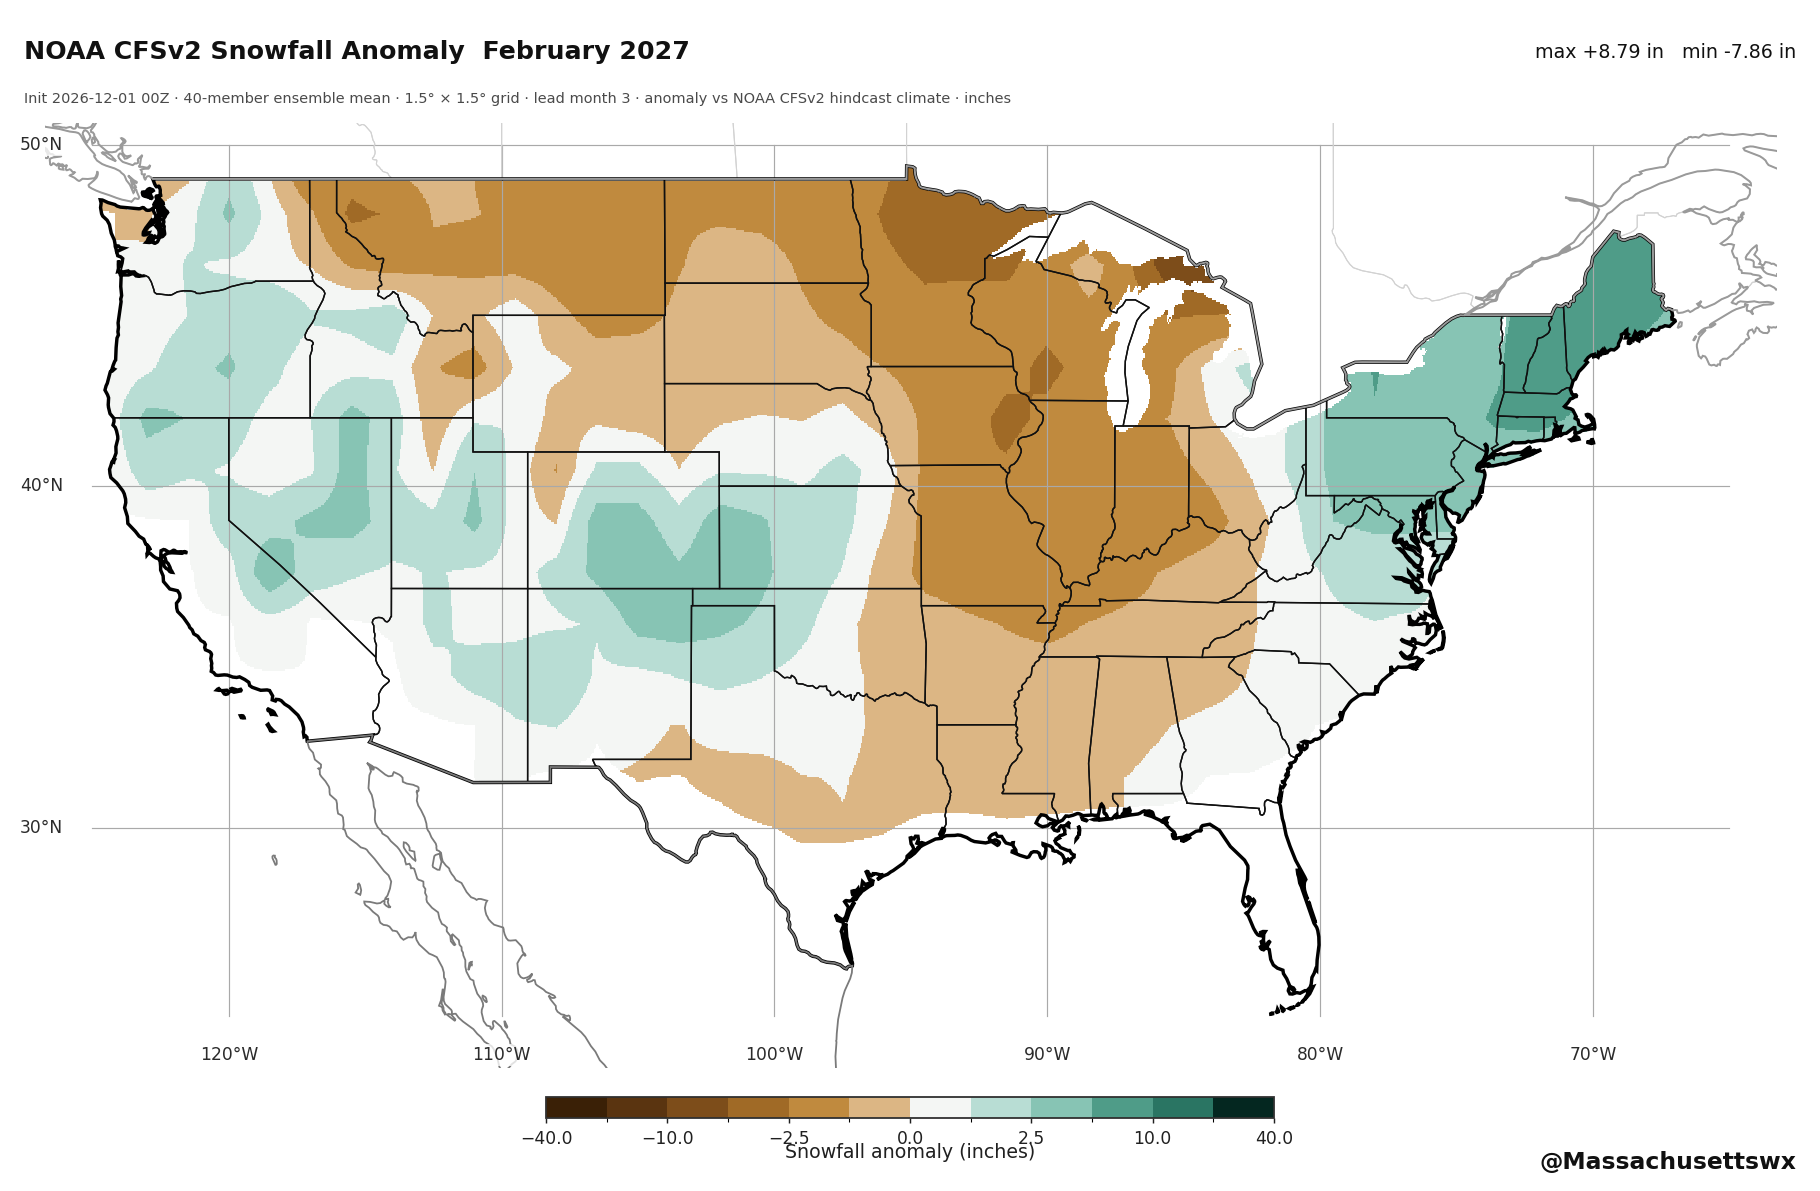 NOAA CFSv2 Snowfall Anomaly  February 2027
max +8.79 in   min -7.86 in
Init 2026-12-01 00Z · 40-member ensemble mean · 1.5° × 1.5° grid · lead month 3 · anomaly vs NOAA CFSv2 hindcast climate · inches
50°N
40°N
30°N
120°W 110°W 100°W 90°W 80°W 70°W
−40.0 −10.0 −2.5 0.0 2.5 10.0 40.0
Snowfall anomaly (inches)
@Massachusettswx